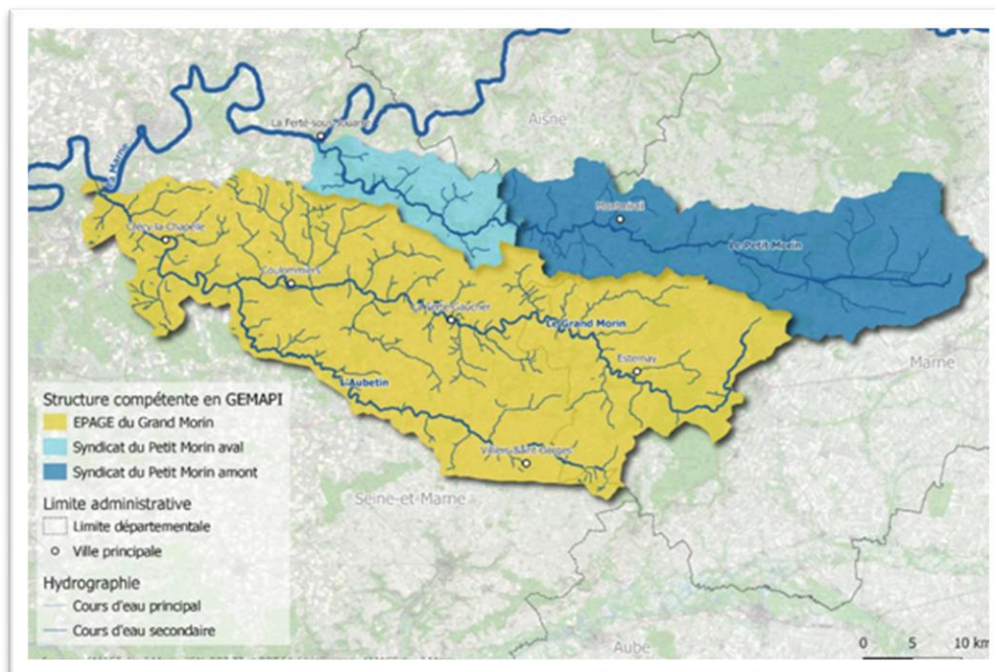 Aisne
La Ferté-sous-Jouarre
La Marne
Montmirail
Crécy-la-Chapelle
Le Petit Morin
Coulommiers
La Ferté-Gaucher
Le Grand Morin
Esternay
Marne
L'Aubetin
Villiers-Saint-Georges
Seine-et-Marne
Aube
Structure compétente en GEMAPI
EPAGE du Grand Morin
Syndicat du Petit Morin aval
Syndicat du Petit Morin amont
Limite administrative
Limite départementale
Ville principale
Hydrographie
Cours d'eau principal
Cours d'eau secondaire
0 5 10 km